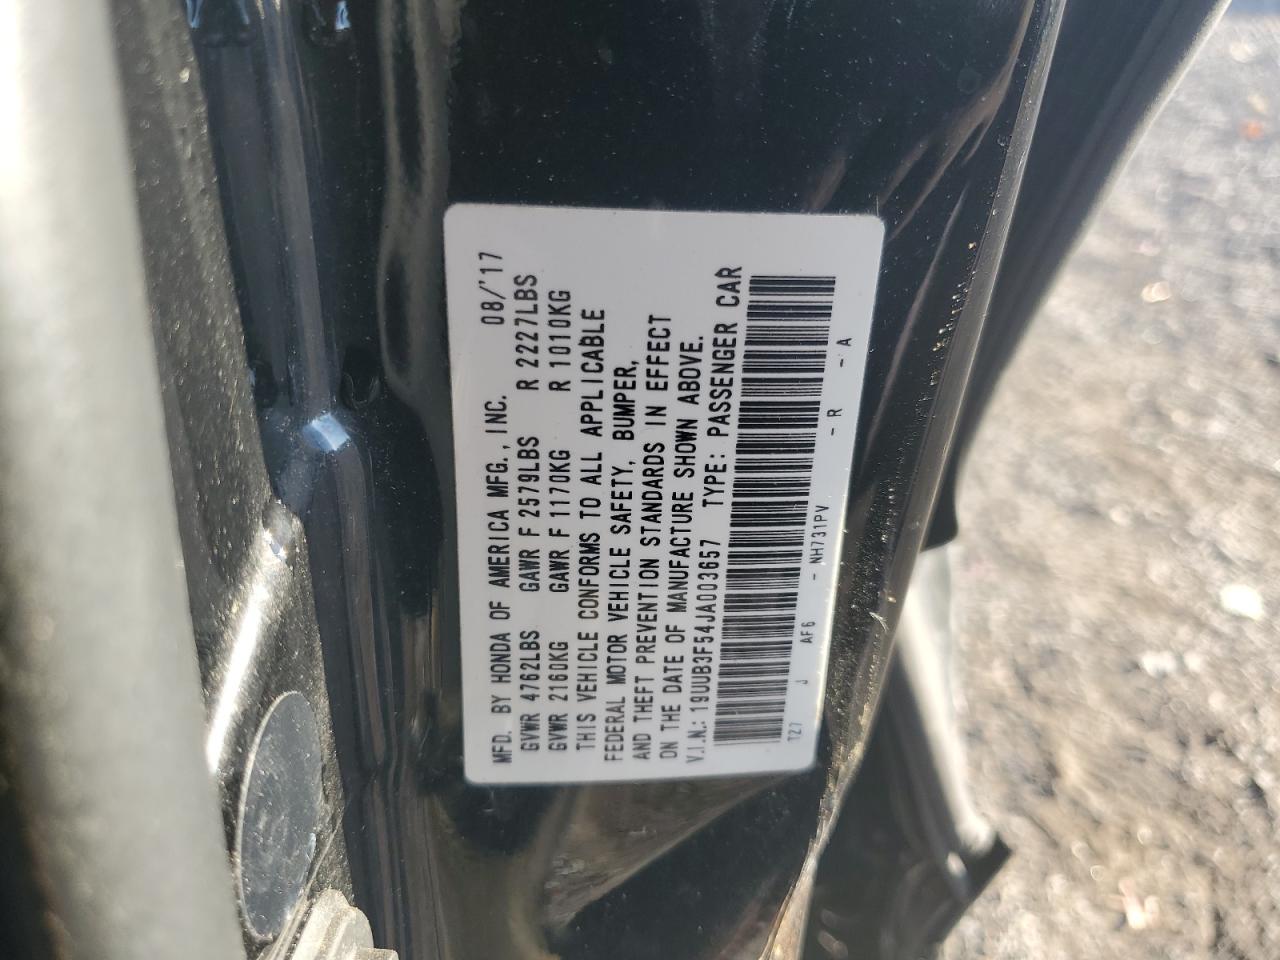 MFD. BY HONDA OF AMERICA MFG., INC. 08/'17
GVWR 4762LBS GAWR F 2579LBS R 2227LBS
GVWR 2160KG GAWR F 1170KG R 1010KG
THIS VEHICLE CONFORMS TO ALL APPLICABLE
FEDERAL MOTOR VEHICLE SAFETY, BUMPER,
AND THEFT PREVENTION STANDARDS IN EFFECT
ON THE DATE OF MANUFACTURE SHOWN ABOVE.
V.I.N.: 19UUB3F54JA003657 TYPE: PASSENGER CAR
TZ7 J AF6 - NH731PV - R - A